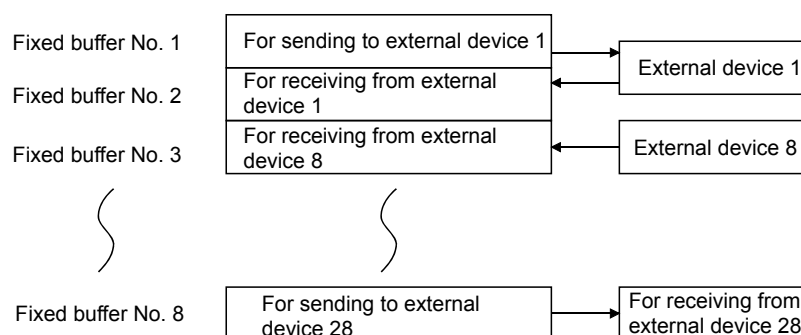 Fixed buffer No. 1
For sending to external device 1
External device 1
Fixed buffer No. 2
For receiving from external
device 1
Fixed buffer No. 3
For receiving from external
device 8
External device 8
Fixed buffer No. 8
For sending to external
device 28
For receiving from
external device 28